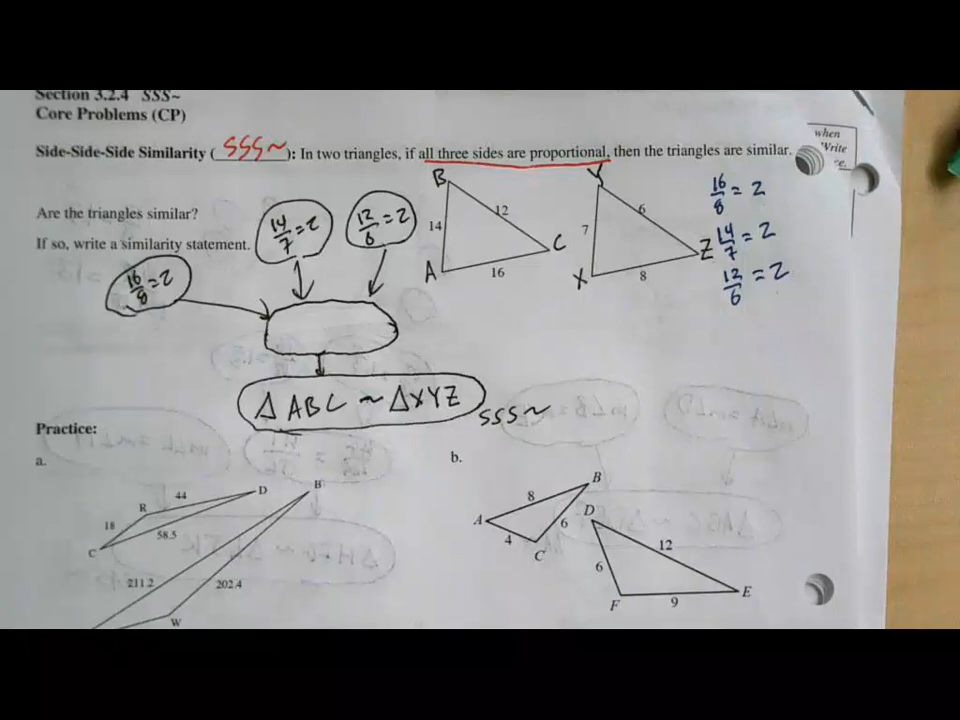 Section 3.2.4 SSS~
Core Problems (CP)
when
Write
Side-Side-Side Similarity (SSS~): In two triangles, if all three sides are proportional, then the triangles are similar.
Are the triangles similar?
If so, write a similarity statement.
16/8 = 2
14/7 = 2
12/6 = 2
B
14
12
A
16
C
Y
7
6
X
8
Z
16/8 = 2
14/7 = 2
12/6 = 2
Δ ABC ~ ΔXYZ
SSS~
Practice:
a.
R
44
D
18
58.5
C
B
211.2
202.4
W
b.
A
8
B
4
6
C
D
12
6
F
9
E